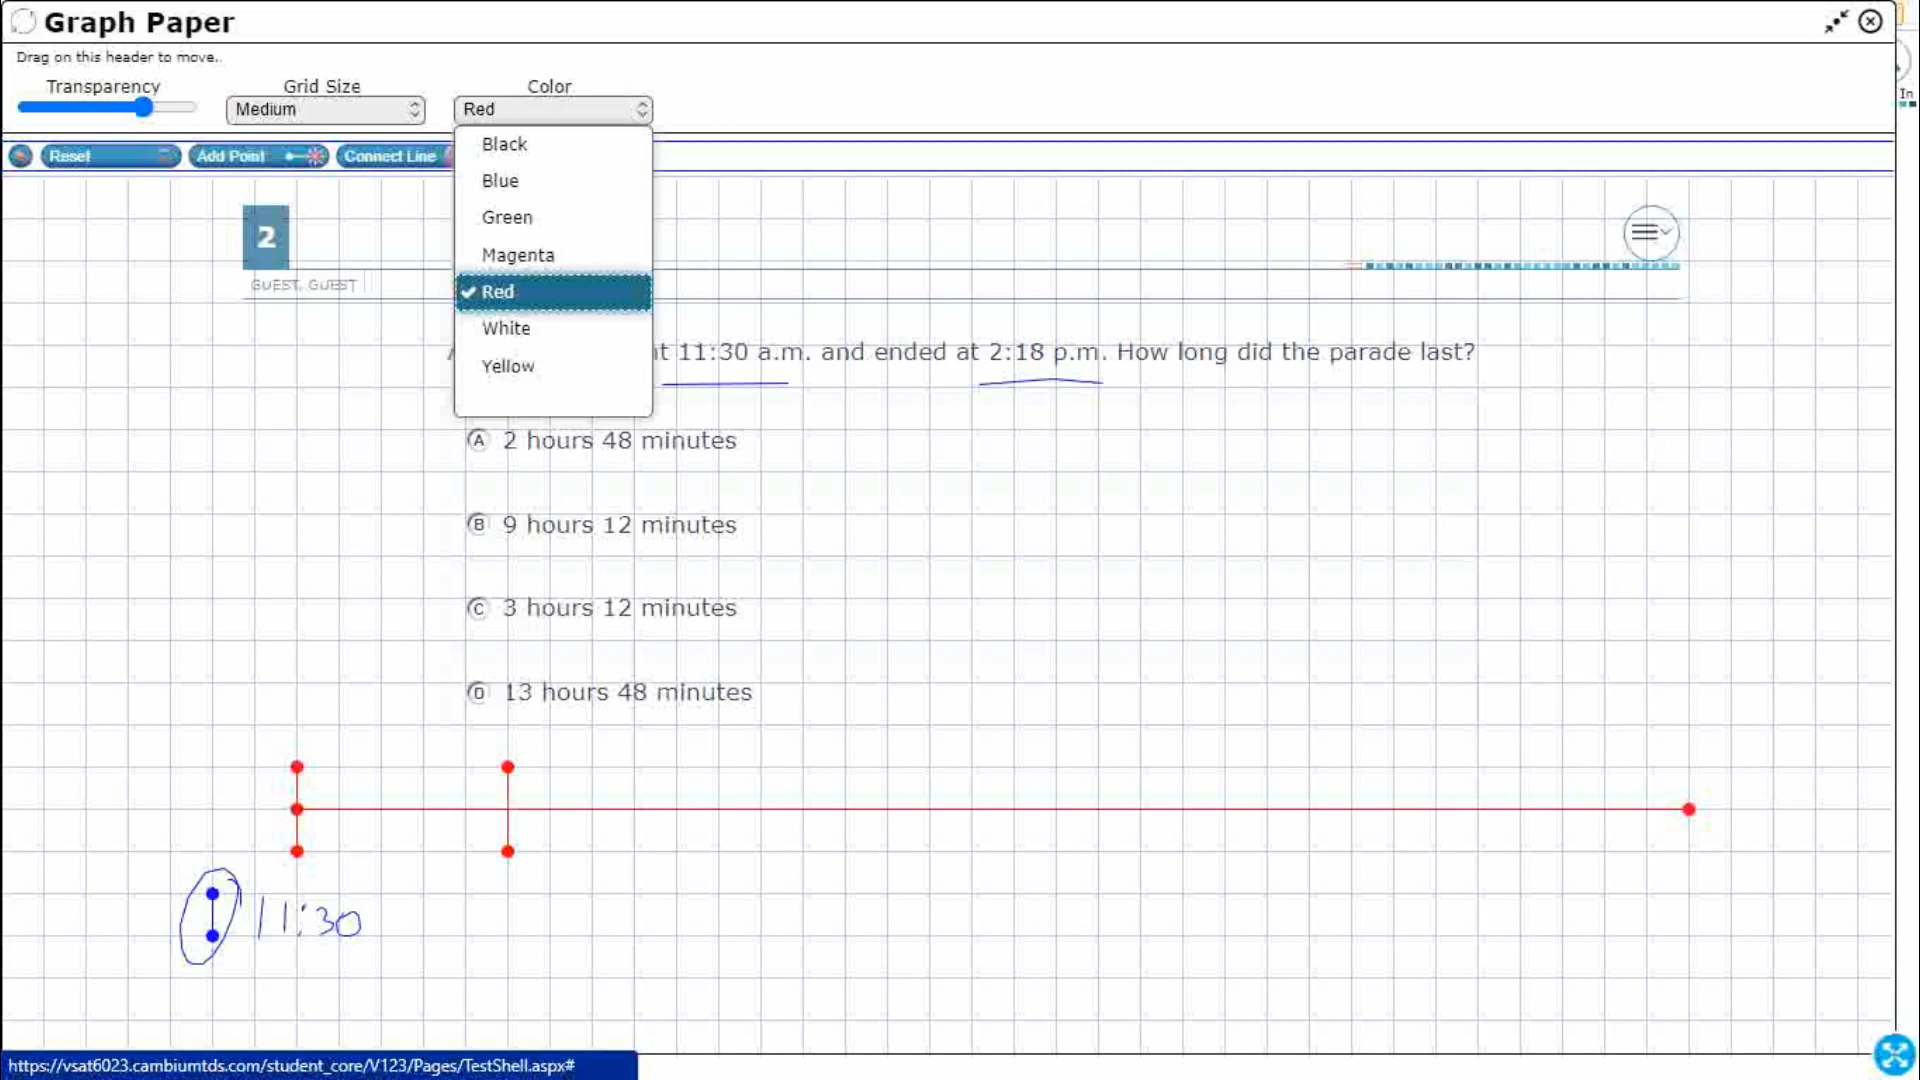 Graph Paper
Drag on this header to move..
Transparency
Grid Size
Color
Medium
Red
Reset
Add Point
Connect Line
Black
Blue
Green
Magenta
Red
White
Yellow
In
2
GUEST, GUEST
t 11:30 a.m. and ended at 2:18 p.m. How long did the parade last?
A 2 hours 48 minutes
B 9 hours 12 minutes
C 3 hours 12 minutes
D 13 hours 48 minutes
11:30
https://vsat6023.cambiumtds.com/student_core/V123/Pages/TestShell.aspx#